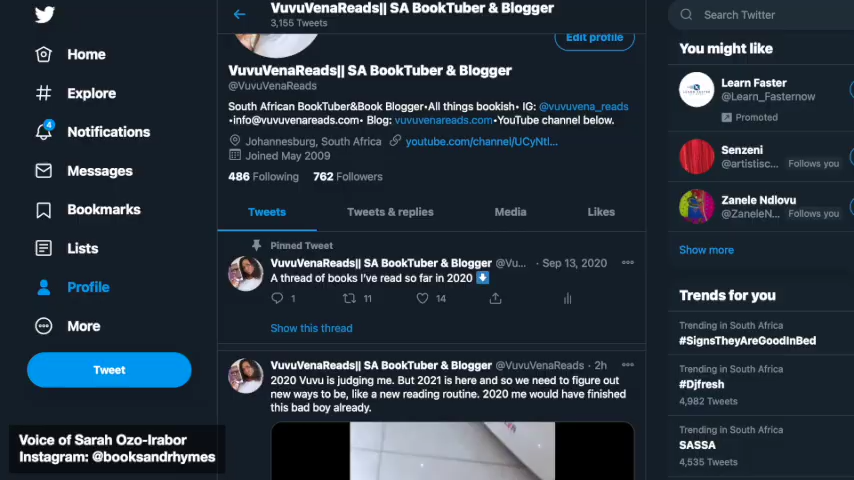 Home
Explore
4
Notifications
Messages
Bookmarks
Lists
Profile
More
Tweet
Voice of Sarah Ozo-Irabor
Instagram: @booksandrhymes
VuvuVenaReads|| SA BookTuber & Blogger
3,155 Tweets
Edit profile
VuvuVenaReads|| SA BookTuber & Blogger
@VuvuVenaReads
South African BookTuber&Book Blogger•All things bookish• IG: @vuvuvena_reads
•info@vuvuvenareads.com• Blog: vuvuvenareads.com•YouTube channel below.
Johannesburg, South Africa youtube.com/channel/UCyNtl...
Joined May 2009
486 Following 762 Followers
Tweets Tweets & replies Media Likes
Pinned Tweet
VuvuVenaReads|| SA BookTuber & Blogger @Vu... · Sep 13, 2020
A thread of books I've read so far in 2020
1 11 14
Show this thread
VuvuVenaReads|| SA BookTuber & Blogger @VuvuVenaReads · 2h
2020 Vuvu is judging me. But 2021 is here and so we need to figure out
new ways to be, like a new reading routine. 2020 me would have finished
this bad boy already.
Search Twitter
You might like
Learn Faster
@Learn_Fasternow
Promoted
Senzeni
@artistisc... Follows you
Zanele Ndlovu
@ZaneleN... Follows you
Show more
Trends for you
Trending in South Africa
#SignsTheyAreGoodInBed
Trending in South Africa
#Djfresh
4,982 Tweets
Trending in South Africa
SASSA
4,535 Tweets